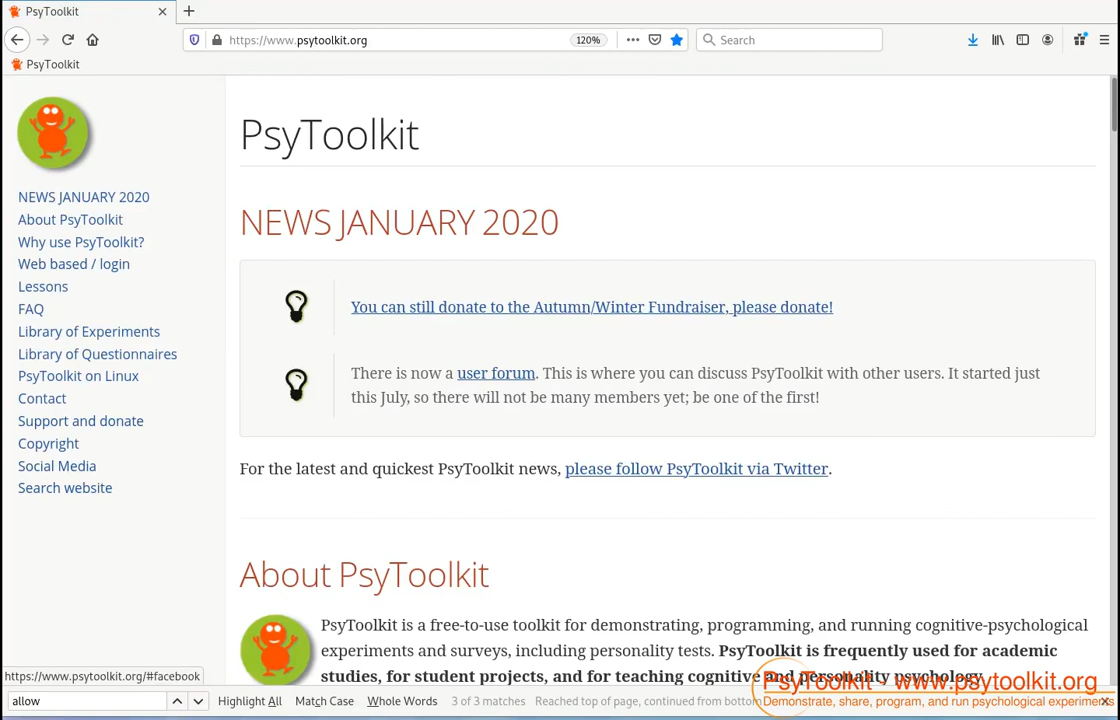 PsyToolkit
https://www.psytoolkit.org
120%
Search
PsyToolkit
NEWS JANUARY 2020
About PsyToolkit
Why use PsyToolkit?
Web based / login
Lessons
FAQ
Library of Experiments
Library of Questionnaires
PsyToolkit on Linux
Contact
Support and donate
Copyright
Social Media
Search website
PsyToolkit
NEWS JANUARY 2020
You can still donate to the Autumn/Winter Fundraiser, please donate!
There is now a user forum. This is where you can discuss PsyToolkit with other users. It started just
this July, so there will not be many members yet; be one of the first!
For the latest and quickest PsyToolkit news, please follow PsyToolkit via Twitter.
About PsyToolkit
PsyToolkit is a free-to-use toolkit for demonstrating, programming, and running cognitive-psychological
experiments and surveys, including personality tests. PsyToolkit is frequently used for academic
studies, for student projects, and for teaching cognitive and personality psychology.
https://www.psytoolkit.org/#facebook
PsyToolkit - www.psytoolkit.org
allow
Highlight All
Match Case
Whole Words
3 of 3 matches
Reached top of page, continued from bottom
Demonstrate, share, program, and run psychological experiments